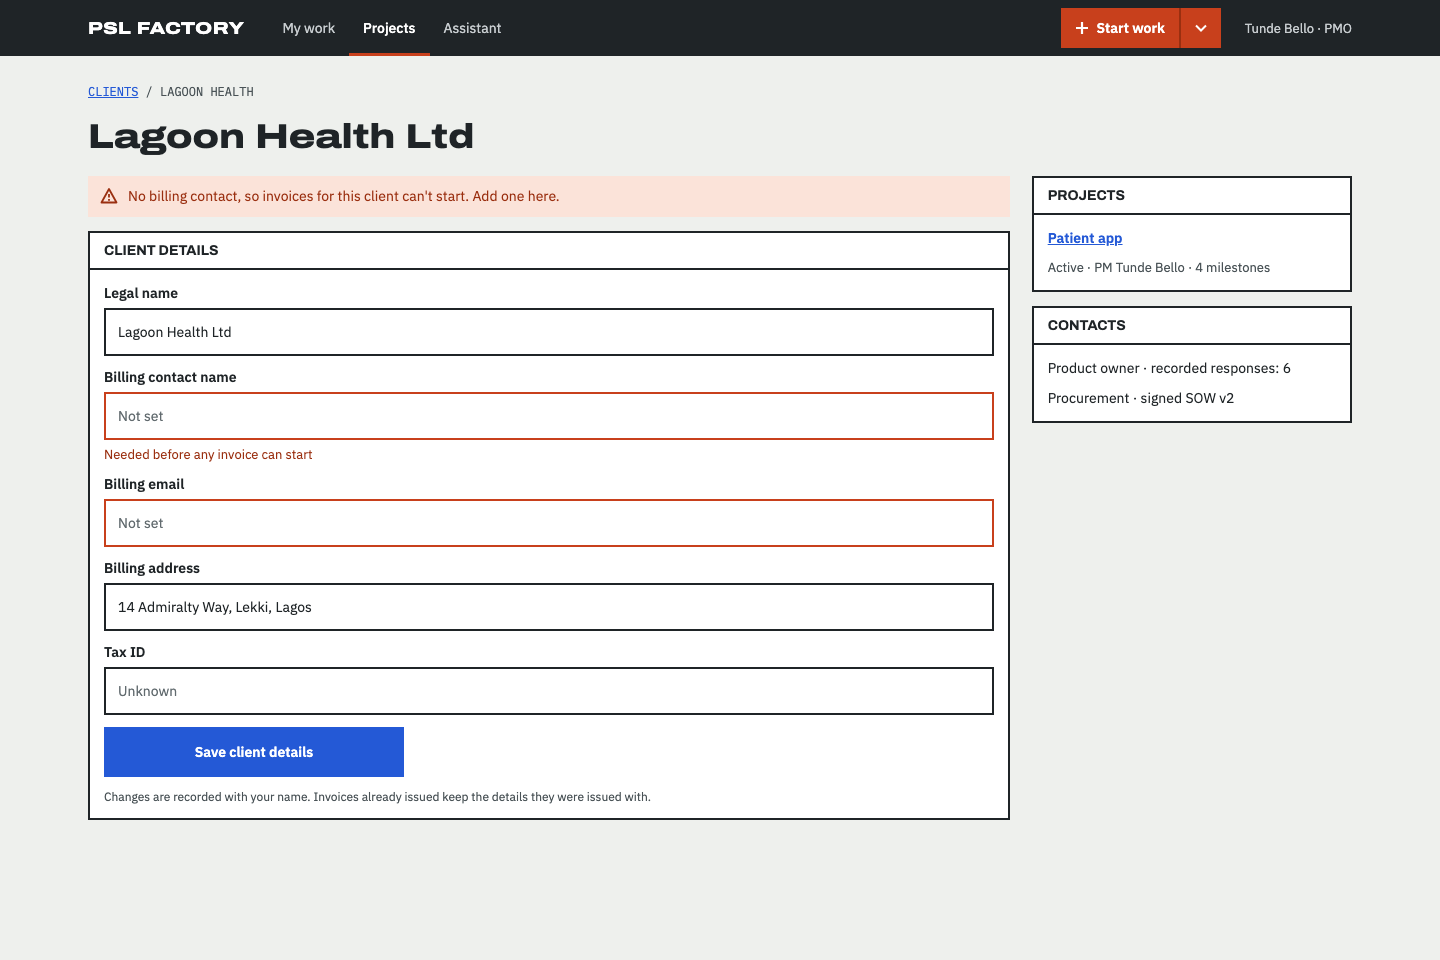 PSL FACTORY
My work
Projects
Assistant
Start work
Tunde Bello · PMO
CLIENTS / LAGOON HEALTH
Lagoon Health Ltd
No billing contact, so invoices for this client can't start. Add one here.
CLIENT DETAILS
Legal name
Lagoon Health Ltd
Billing contact name
Not set
Needed before any invoice can start
Billing email
Not set
Billing address
14 Admiralty Way, Lekki, Lagos
Tax ID
Unknown
Save client details
Changes are recorded with your name. Invoices already issued keep the details they were issued with.
PROJECTS
Patient app
Active · PM Tunde Bello · 4 milestones
CONTACTS
Product owner · recorded responses: 6
Procurement · signed SOW v2